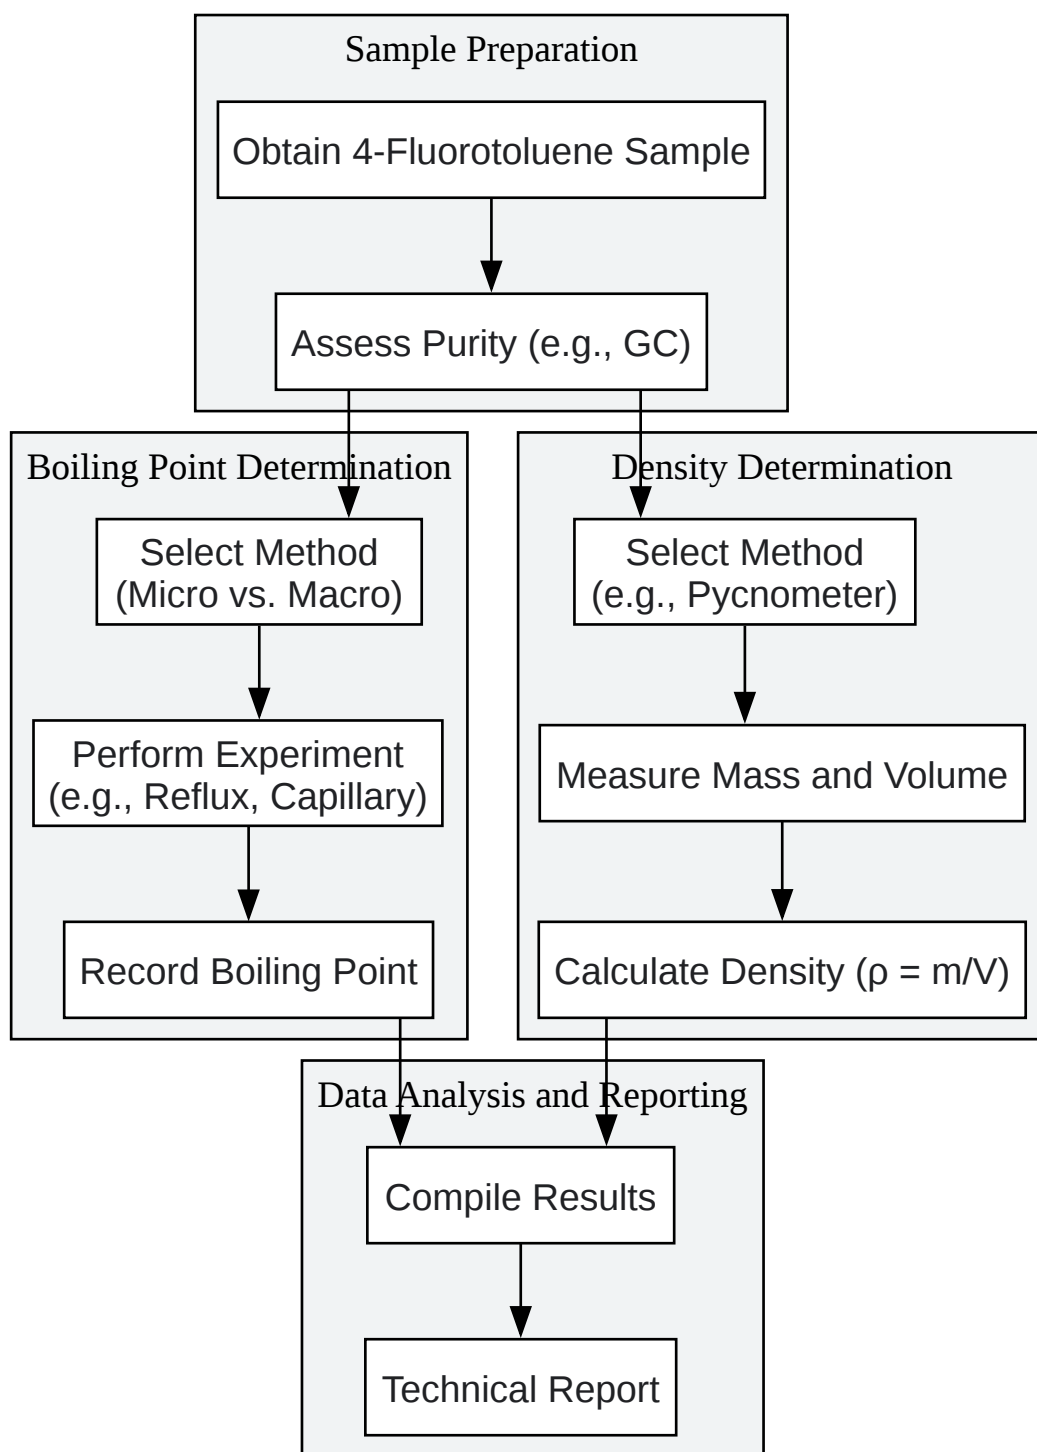 Sample Preparation
Obtain 4-Fluorotoluene Sample
Assess Purity (e.g., GC)
Boiling Point Determination
Select Method
(Micro vs. Macro)
Perform Experiment
(e.g., Reflux, Capillary)
Record Boiling Point
Density Determination
Select Method
(e.g., Pycnometer)
Measure Mass and Volume
Calculate Density (ρ = m/V)
Data Analysis and Reporting
Compile Results
Technical Report